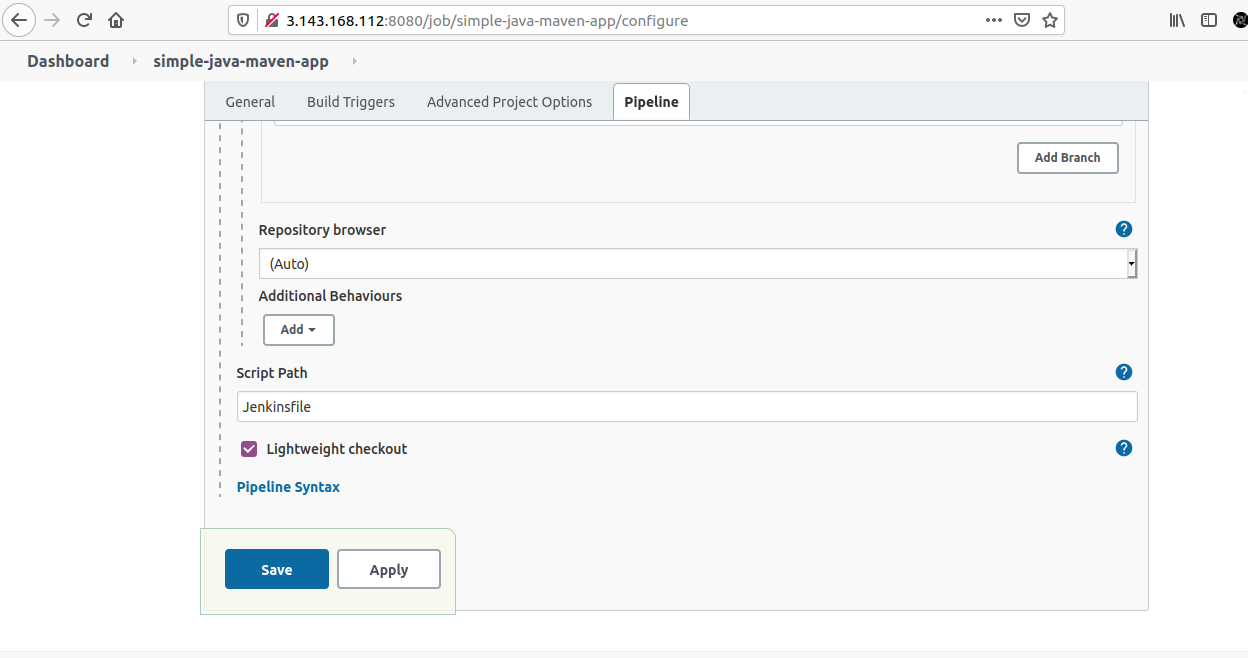 3.143.168.112:8080/job/simple-java-maven-app/configure
Dashboard simple-java-maven-app
General Build Triggers Advanced Project Options Pipeline
Add Branch
Repository browser
(Auto)
Additional Behaviours
Add
Script Path
Jenkinsfile
Lightweight checkout
Pipeline Syntax
Save Apply